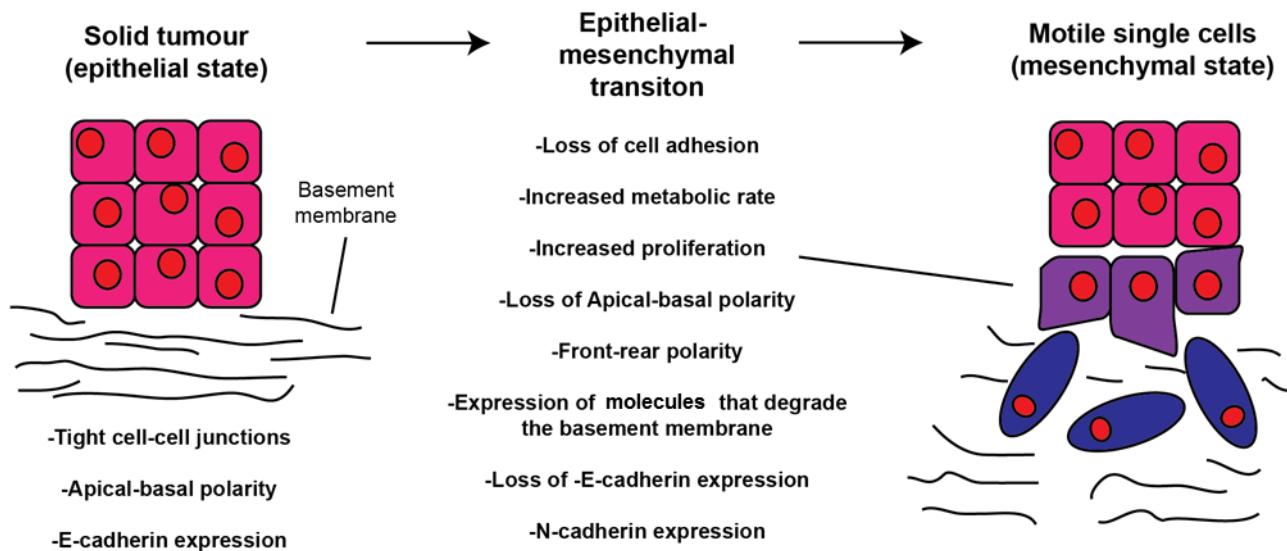 Solid tumour
(epithelial state)
Epithelial-
mesenchymal
transiton
Motile single cells
(mesenchymal state)
Basement
membrane
-Tight cell-cell junctions
-Apical-basal polarity
-E-cadherin expression
-Loss of cell adhesion
-Increased metabolic rate
-Increased proliferation
-Loss of Apical-basal polarity
-Front-rear polarity
-Expression of molecules that degrade
the basement membrane
-Loss of -E-cadherin expression
-N-cadherin expression